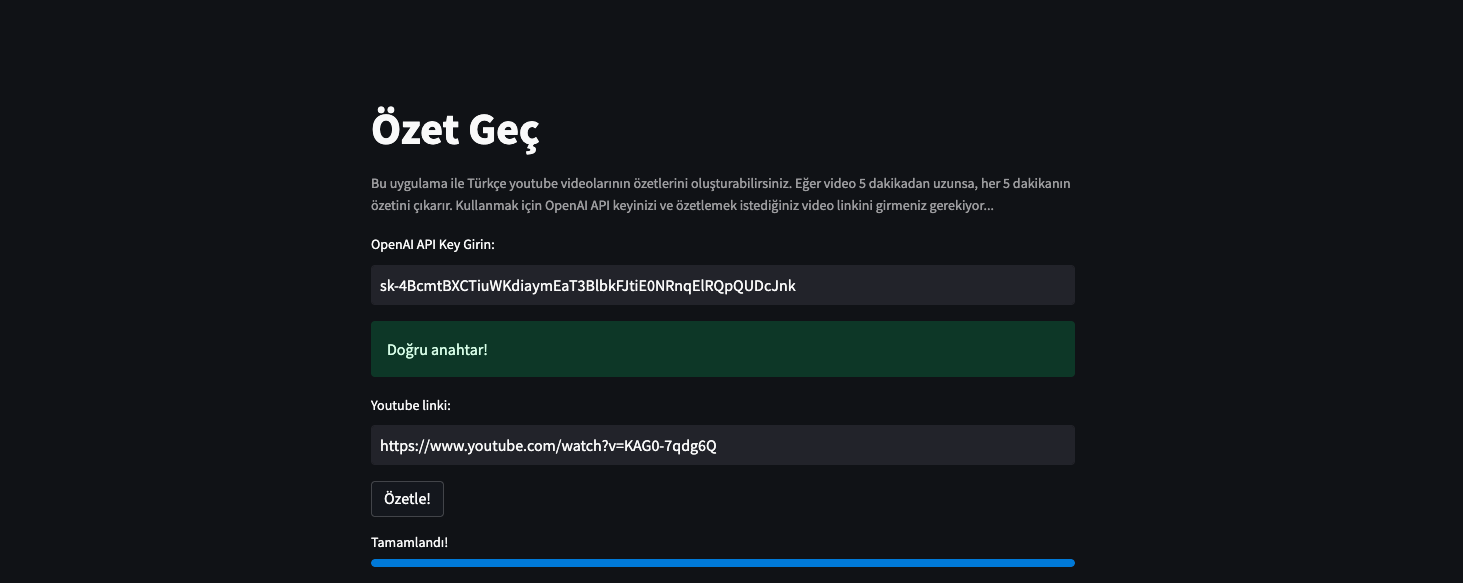 Özet Geç
Bu uygulama ile Türkçe youtube videolarının özetlerini oluşturabilirsiniz. Eğer video 5 dakikadan uzunsa, her 5 dakikanın
özetini çıkarır. Kullanmak için OpenAI API keyinizi ve özetlemek istediğiniz video linkini girmeniz gerekiyor...
OpenAI API Key Girin:
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
Doğru anahtar!
Youtube linki:
https://www.youtube.com/watch?v=KAG0-7qdg6Q
Özetle!
Tamamlandı!